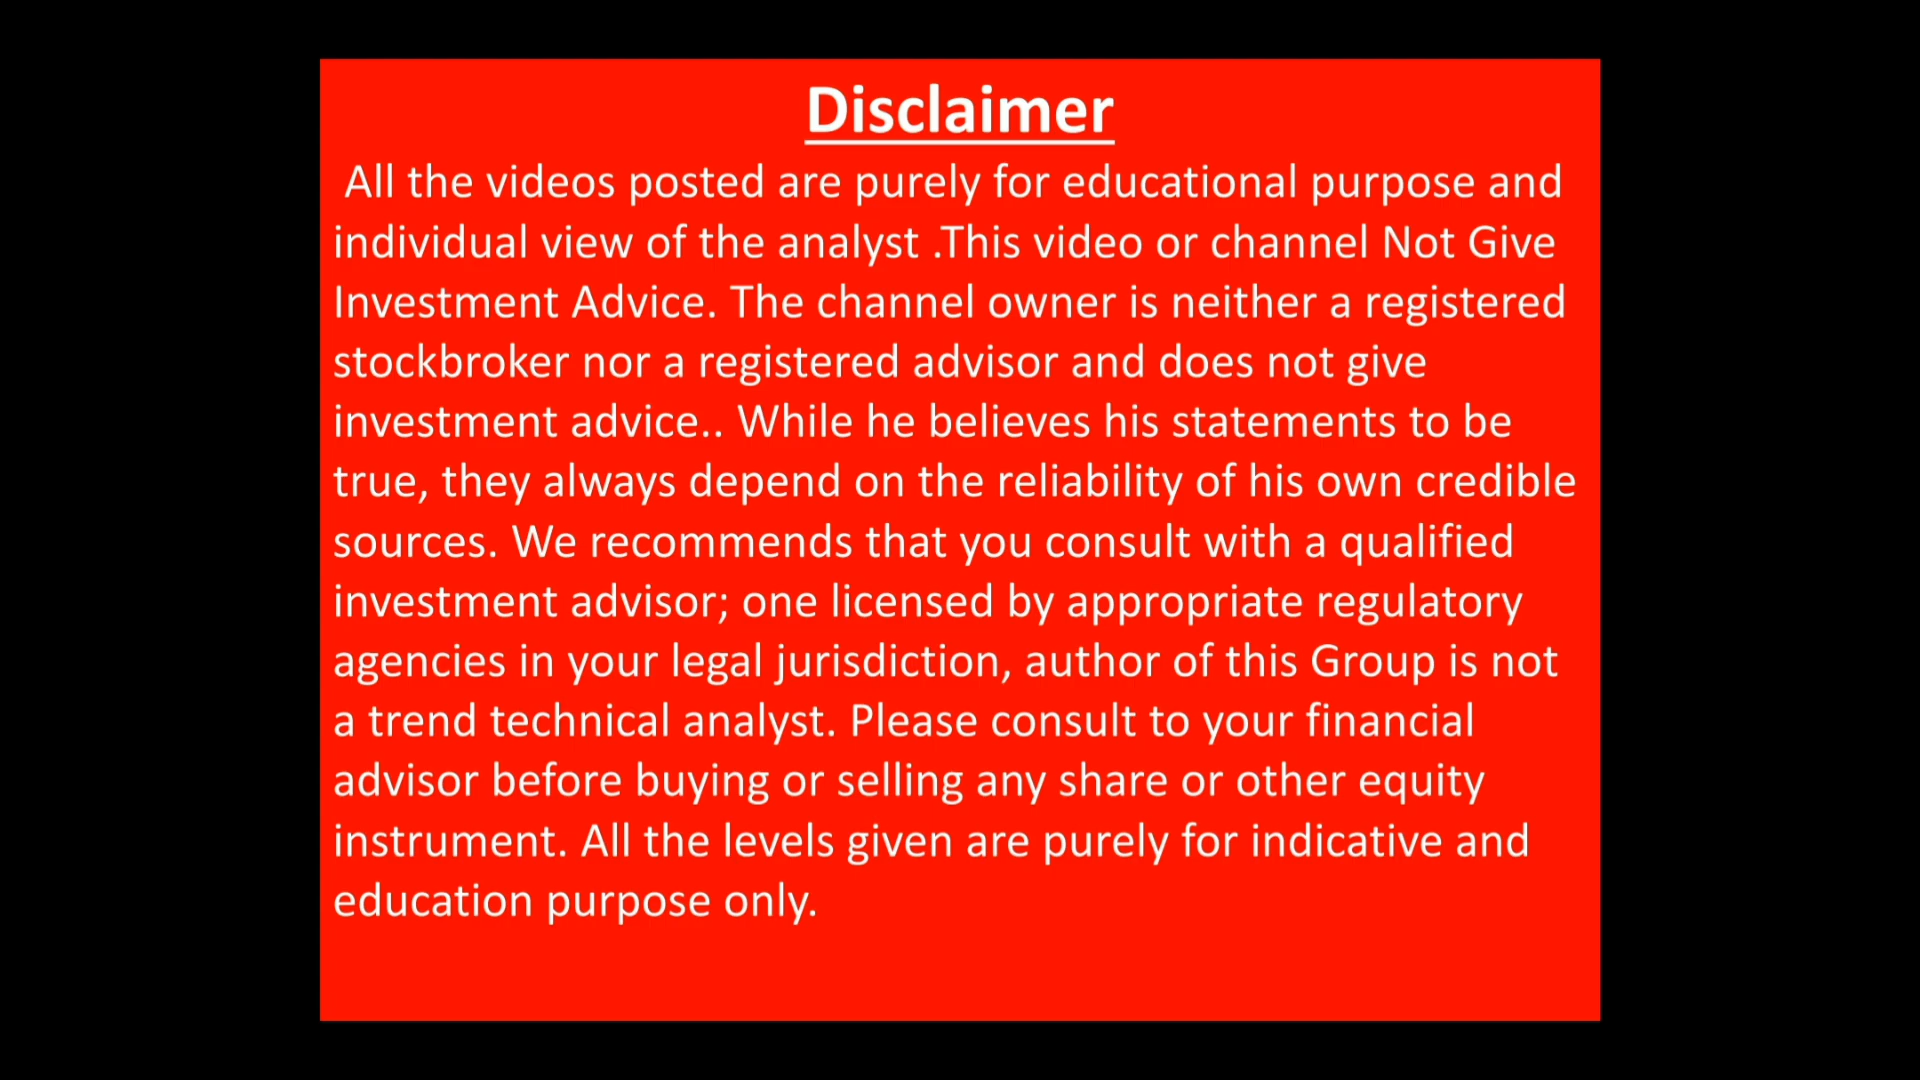 Disclaimer
All the videos posted are purely for educational purpose and
individual view of the analyst .This video or channel Not Give
Investment Advice. The channel owner is neither a registered
stockbroker nor a registered advisor and does not give
investment advice.. While he believes his statements to be
true, they always depend on the reliability of his own credible
sources. We recommends that you consult with a qualified
investment advisor; one licensed by appropriate regulatory
agencies in your legal jurisdiction, author of this Group is not
a trend technical analyst. Please consult to your financial
advisor before buying or selling any share or other equity
instrument. All the levels given are purely for indicative and
education purpose only.